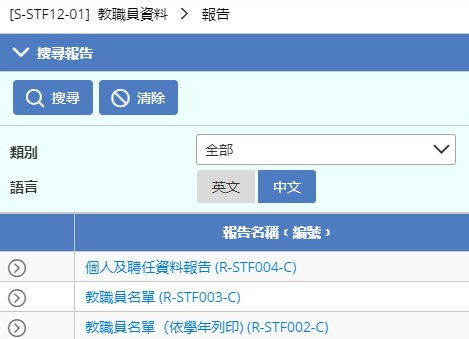 [S-STF12-01] 教職員資料 > 報告
搜尋報告
搜尋 清除
類別 全部
語言 英文 中文
報告名稱（編號）
個人及聘任資料報告 (R-STF004-C)
教職員名單 (R-STF003-C)
教職員名單（依學年列印) (R-STF002-C)